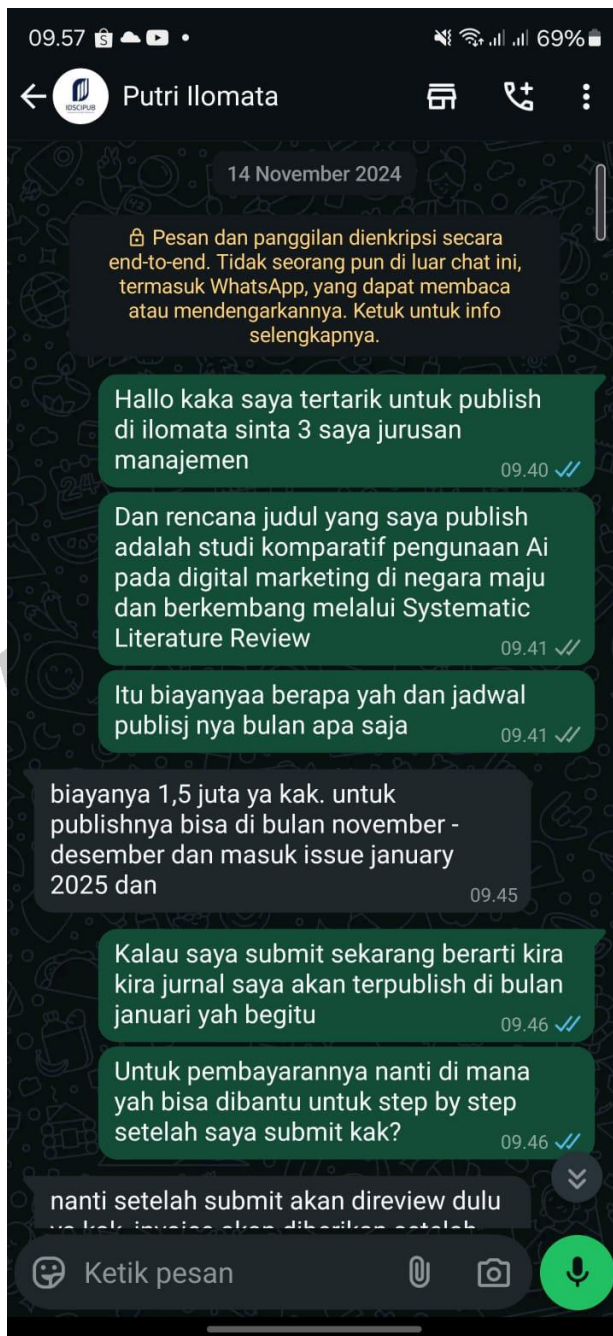 09.57
69%
IDSCIPUB
Putri Ilomata
14 November 2024
Pesan dan panggilan dienkripsi secara
end-to-end. Tidak seorang pun di luar chat ini,
termasuk WhatsApp, yang dapat membaca
atau mendengarkannya. Ketuk untuk info
selengkapnya.
Hallo kaka saya tertarik untuk publish
di ilomata sinta 3 saya jurusan
manajemen
09.40
Dan rencana judul yang saya publish
adalah studi komparatif pengunaan Ai
pada digital marketing di negara maju
dan berkembang melalui Systematic
Literature Review
09.41
Itu biayanyaa berapa yah dan jadwal
publisj nya bulan apa saja
09.41
biayanya 1,5 juta ya kak. untuk
publishnya bisa di bulan november -
desember dan masuk issue january
2025 dan
09.45
Kalau saya submit sekarang berarti kira
kira jurnal saya akan terpublish di bulan
januari yah begitu
09.46
Untuk pembayarannya nanti di mana
yah bisa dibantu untuk step by step
setelah saya submit kak?
09.46
nanti setelah submit akan direview dulu
ya kak. invoice akan diberikan setelah
Ketik pesan